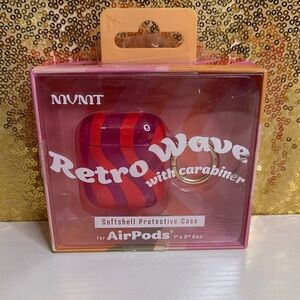 MVMT
Retro Wave
with carabiner
Softshell Protective Case
For AirPods® 1st & 2nd Gen